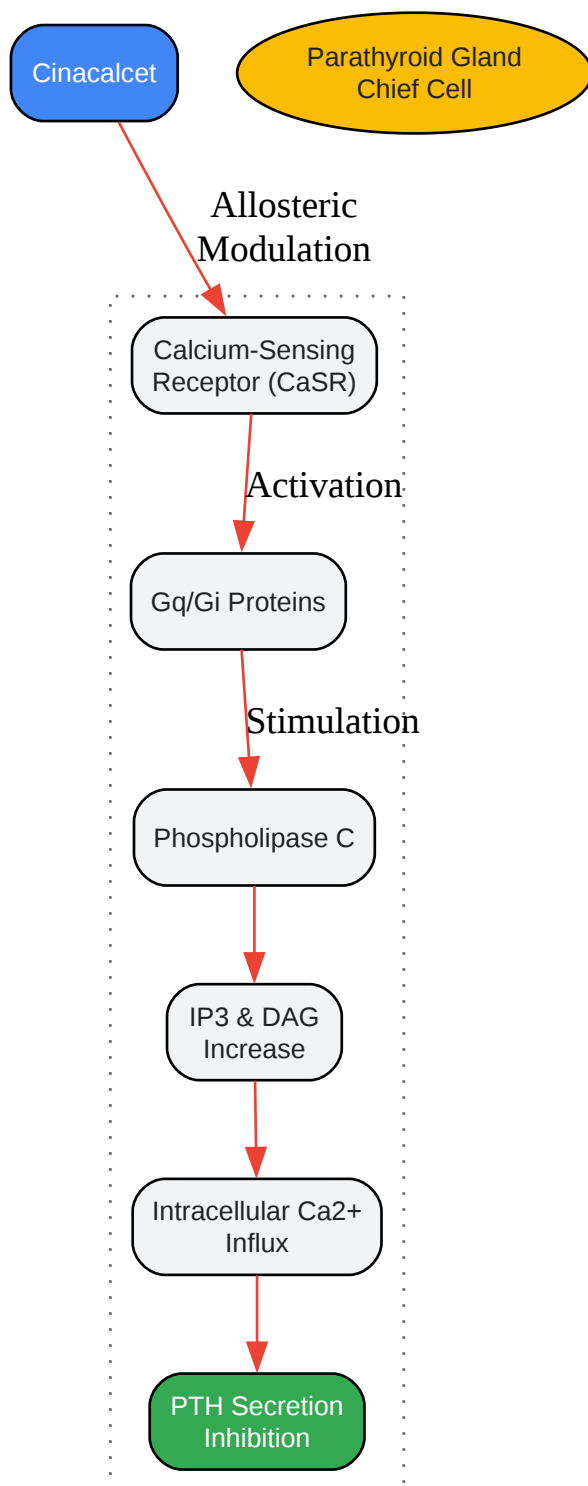 Cinacalcet
Parathyroid Gland
Chief Cell
Allosteric
Modulation
Calcium-Sensing
Receptor (CaSR)
Activation
Gq/Gi Proteins
Stimulation
Phospholipase C
IP3 & DAG
Increase
Intracellular Ca2+
Influx
PTH Secretion
Inhibition